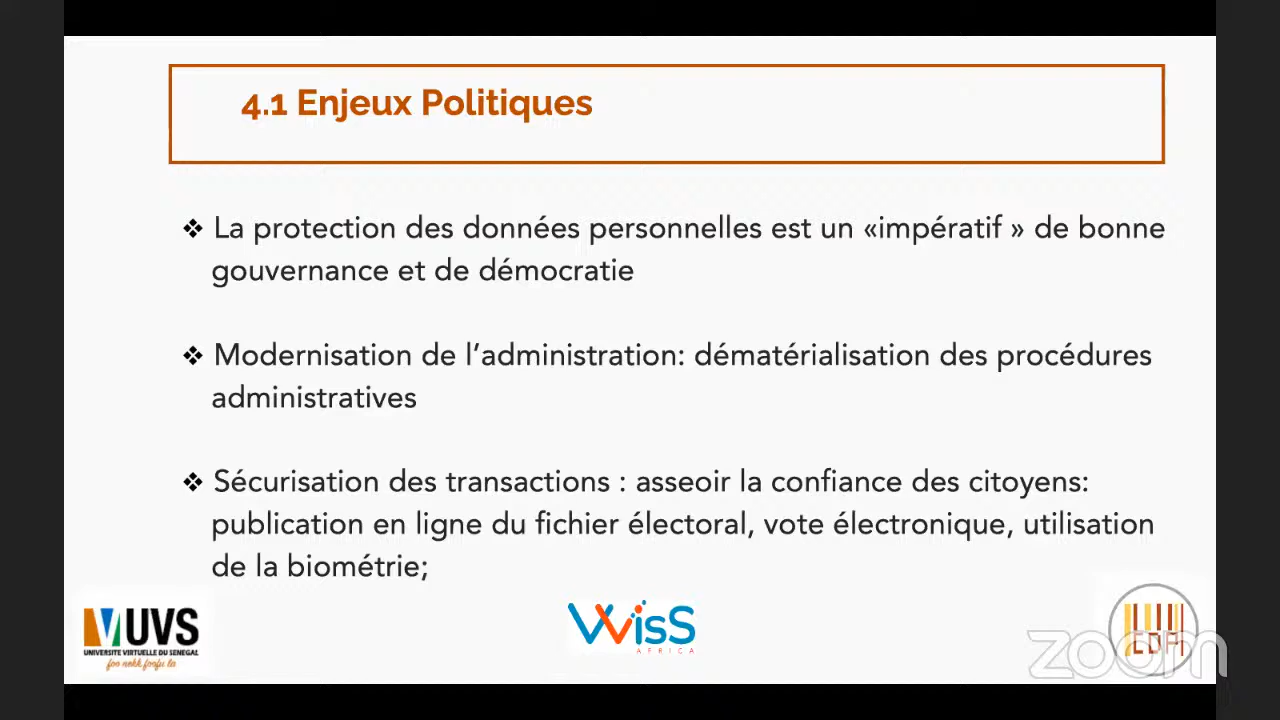 4.1 Enjeux Politiques
❖ La protection des données personnelles est un «impératif » de bonne
gouvernance et de démocratie
❖ Modernisation de l’administration: dématérialisation des procédures
administratives
❖ Sécurisation des transactions : asseoir la confiance des citoyens:
publication en ligne du fichier électoral, vote électronique, utilisation
de la biométrie;
UVS
UNIVERSITE VIRTUELLE DU SENEGAL
foo nekk foofu la
WisS
AFRICA
zoom